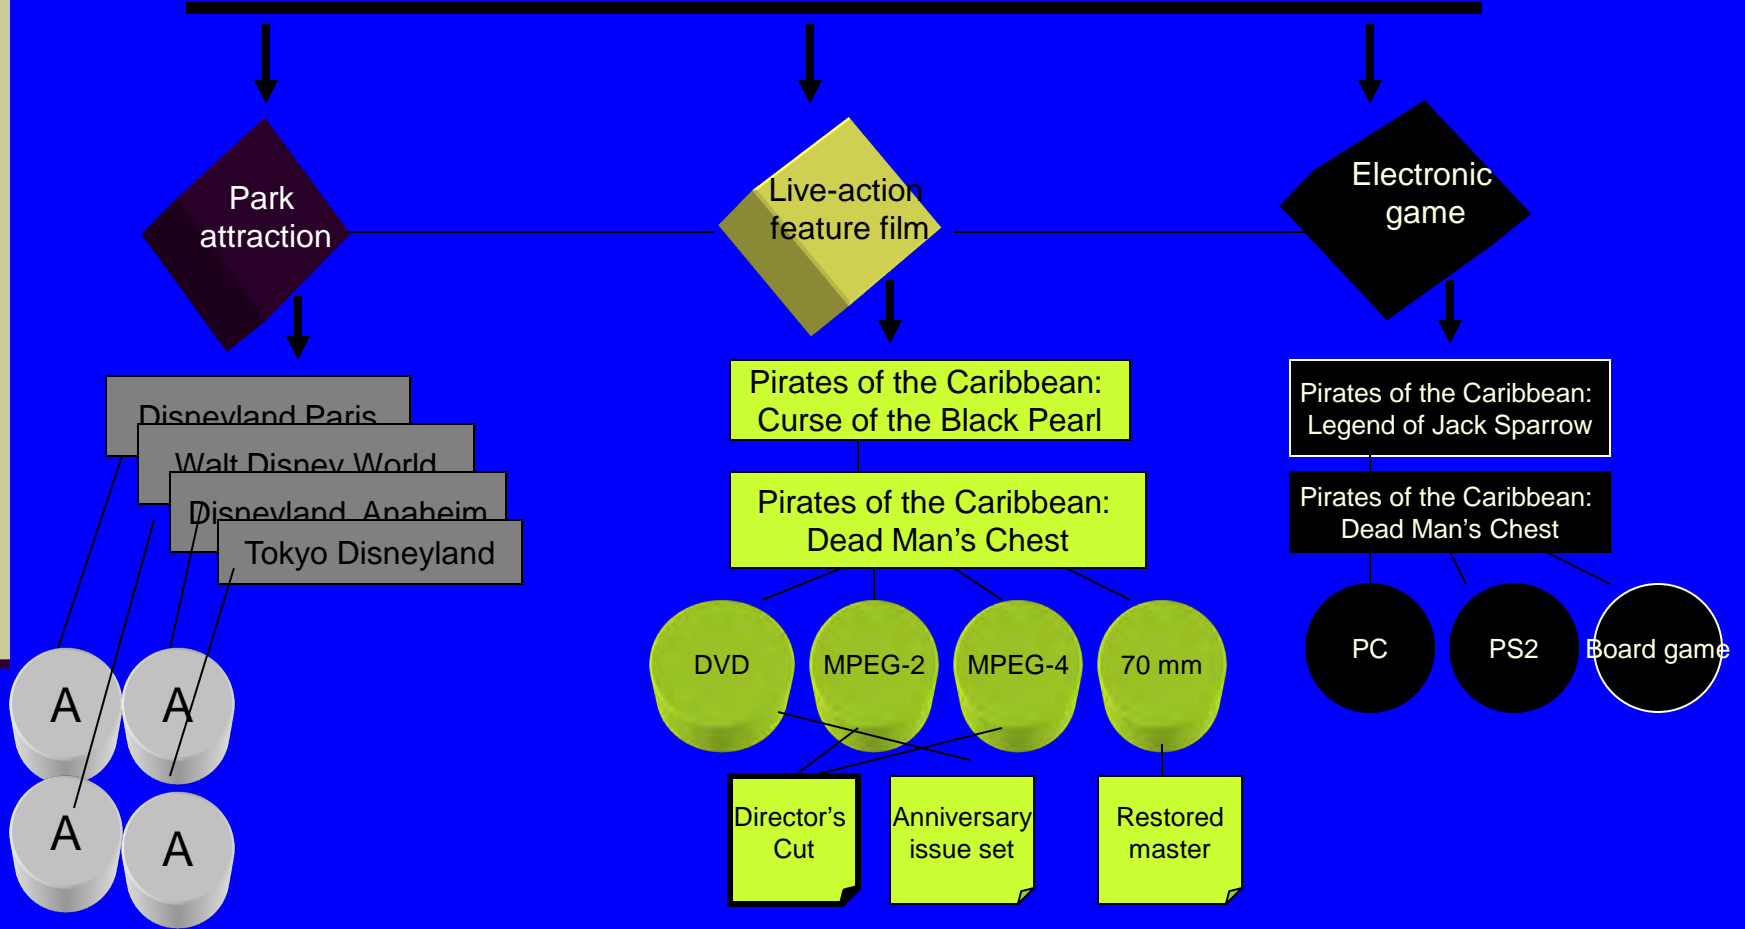 Park
attraction
Live-action
feature film
Electronic
game
Disneyland Paris
Walt Disney World
Disneyland, Anaheim
Tokyo Disneyland
Pirates of the Caribbean:
Curse of the Black Pearl
Pirates of the Caribbean:
Dead Man's Chest
Pirates of the Caribbean:
Legend of Jack Sparrow
Pirates of the Caribbean:
Dead Man's Chest
DVD
MPEG-2
MPEG-4
70 mm
PC
PS2
Board game
A
A
A
A
Director's
Cut
Anniversary
issue set
Restored
master